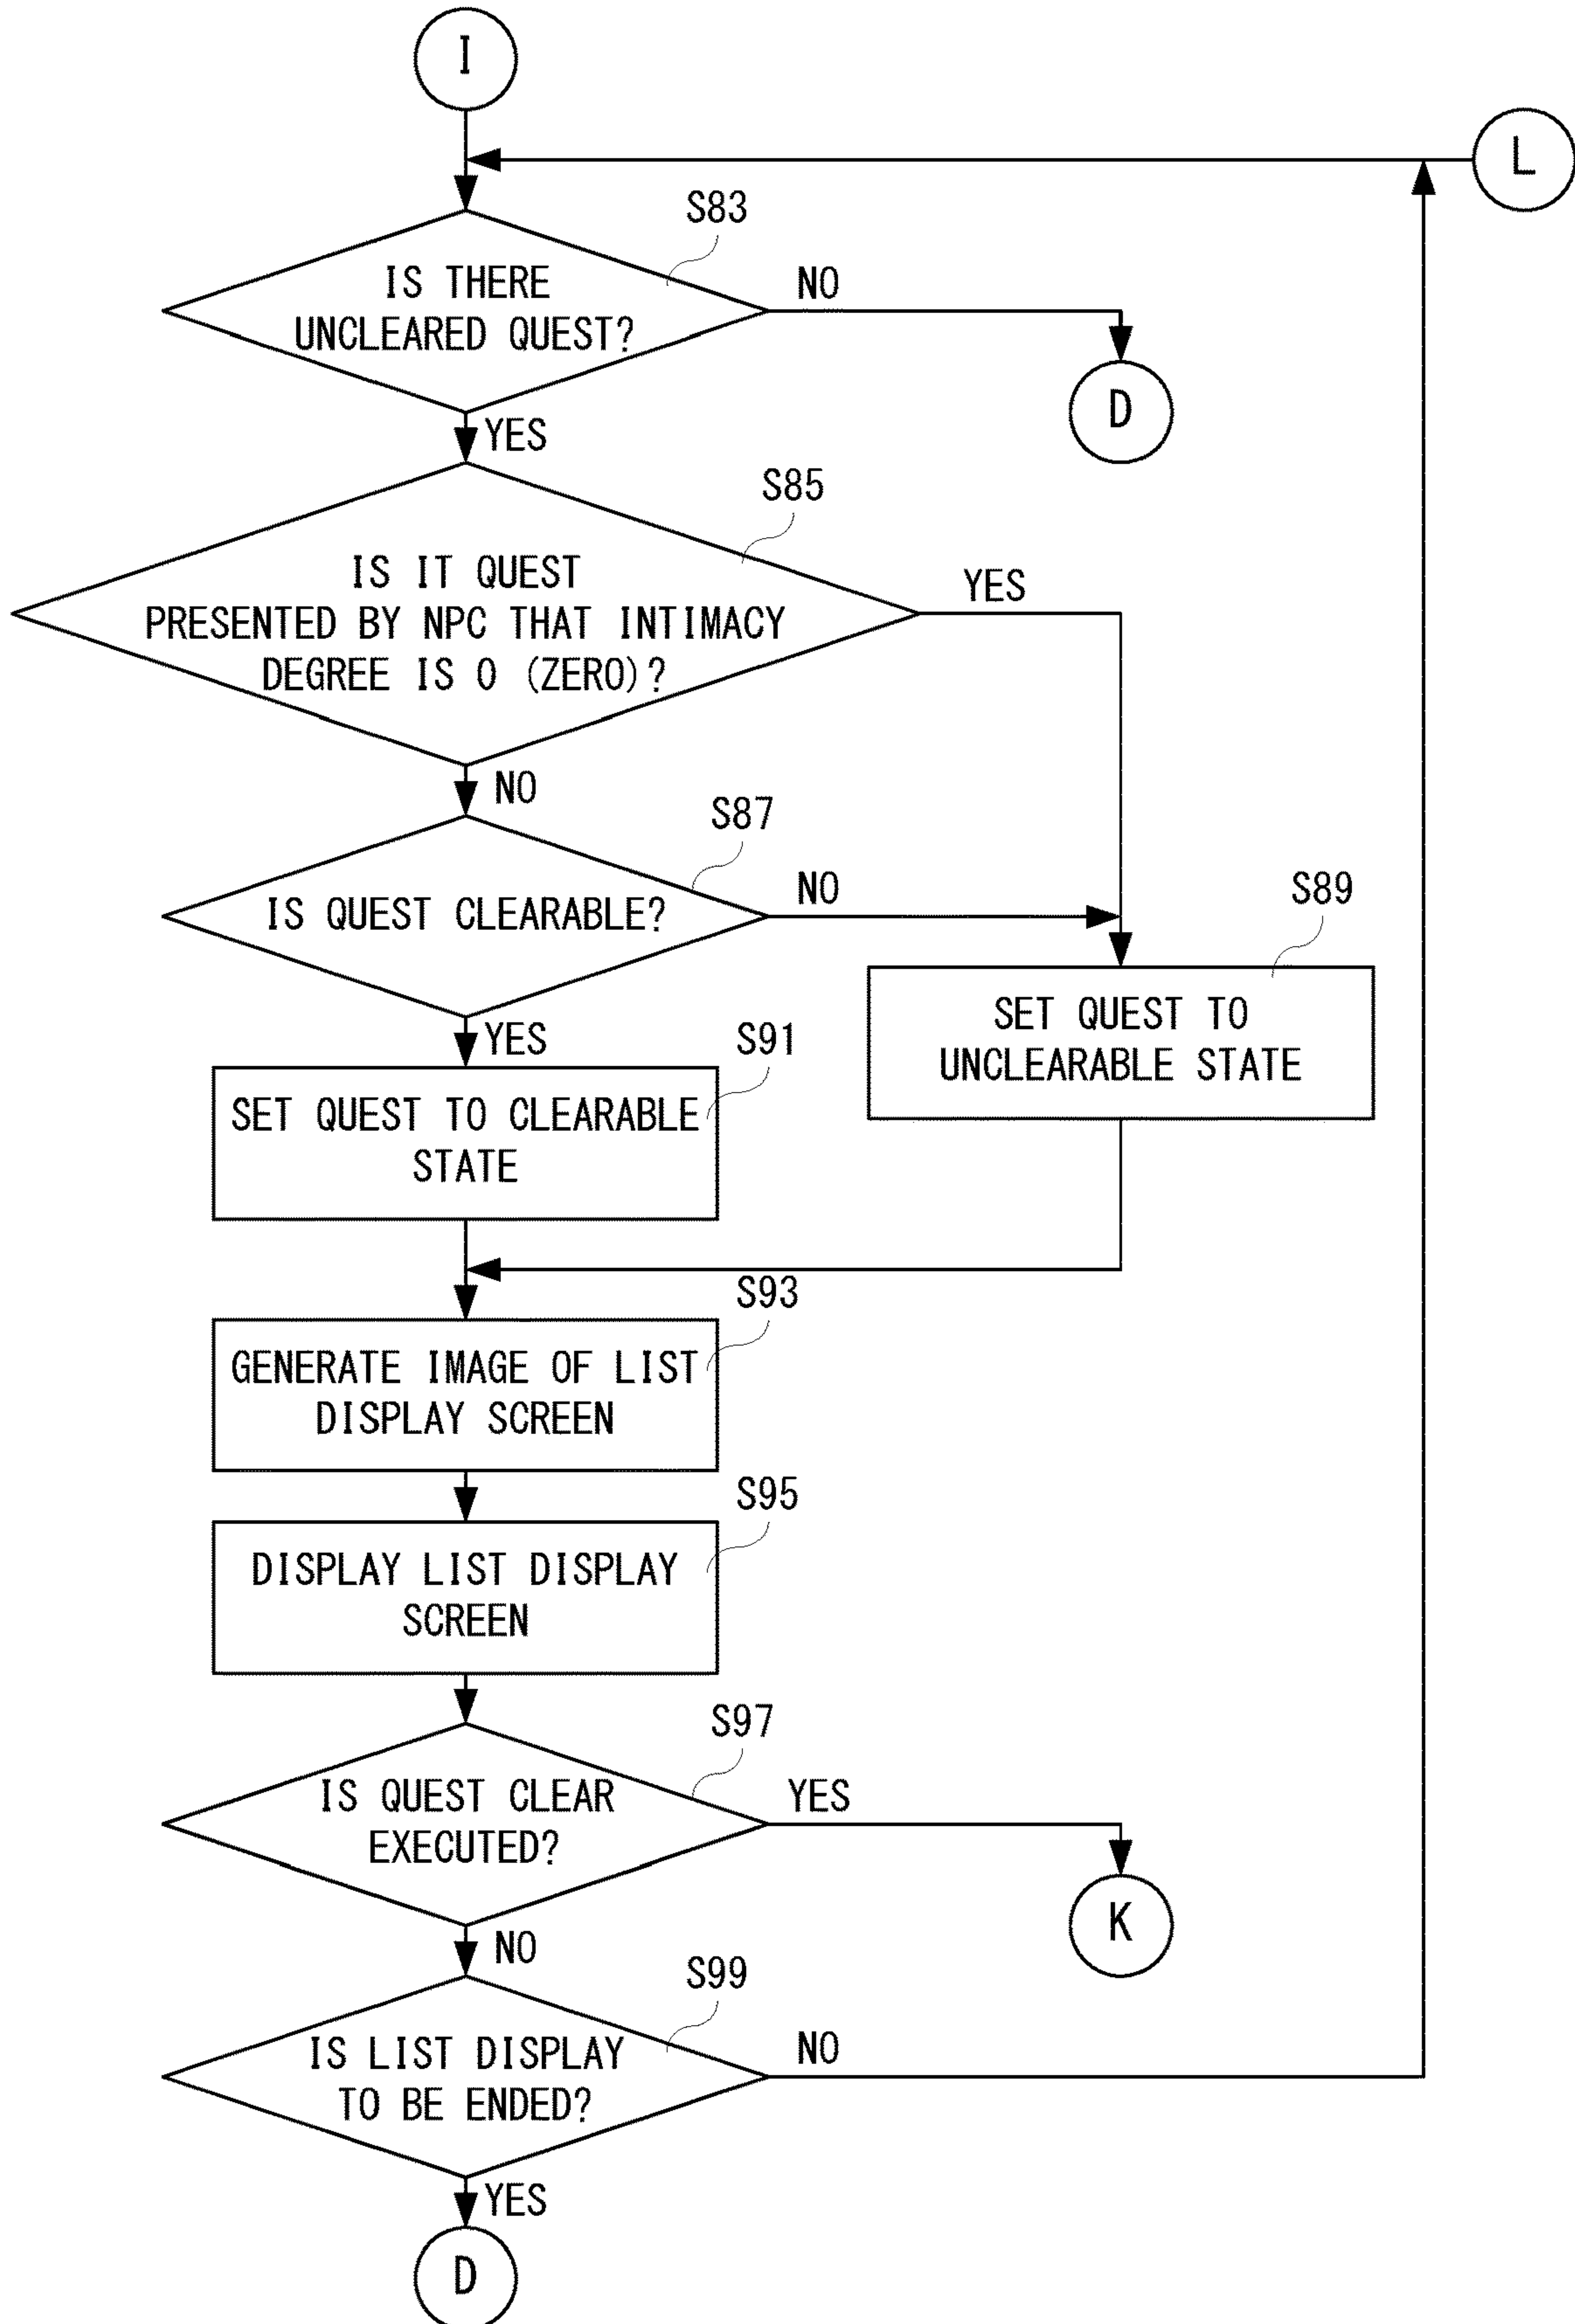 I
L
S83
IS THERE
UNCLEARED QUEST?
NO
D
YES
S85
IS IT QUEST
PRESENTED BY NPC THAT INTIMACY
DEGREE IS 0 (ZERO)?
YES
NO
S87
IS QUEST CLEARABLE?
NO
S89
SET QUEST TO
UNCLEARABLE STATE
YES
S91
SET QUEST TO CLEARABLE
STATE
S93
GENERATE IMAGE OF LIST
DISPLAY SCREEN
S95
DISPLAY LIST DISPLAY
SCREEN
S97
IS QUEST CLEAR
EXECUTED?
YES
K
NO
S99
IS LIST DISPLAY
TO BE ENDED?
NO
YES
D